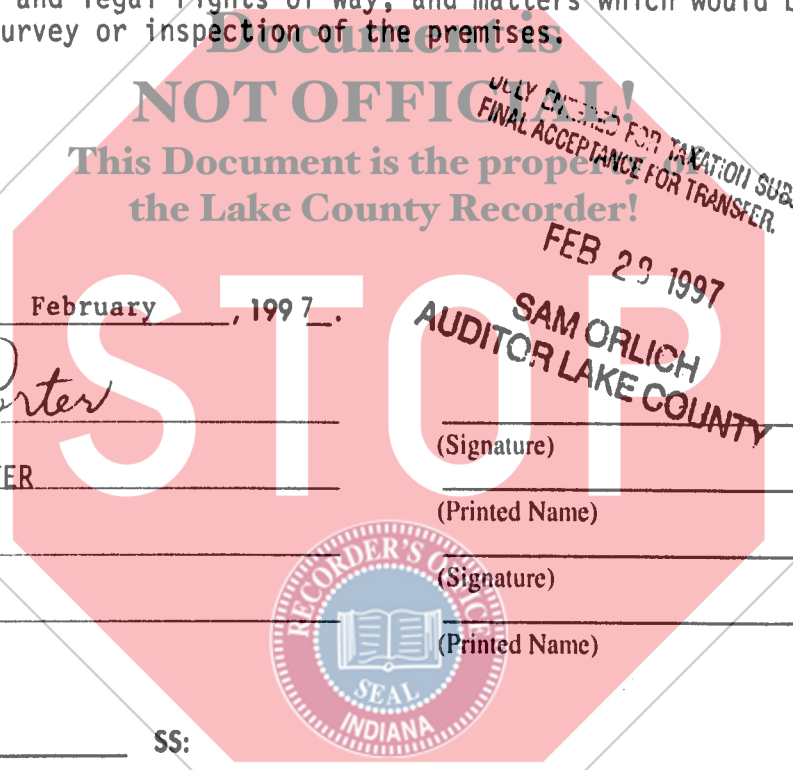 and legal rights of way, and matters which would
survey or inspection of the premises.
Document is
NOT OFFICIAL!
This Document is the property of
the Lake County Recorder!
DULY ENTERED FOR TAXATION SUBJ
FINAL ACCEPTANCE FOR TRANSFER.
FEB 1997
SAM ORLICH
AUDITOR LAKE COUNTY
February , 1997 .
STOP
(Signature)
(Printed Name)
(Signature)
(Printed Name)
RECORDER'S OFFICE
SEAL
INDIANA
SS: